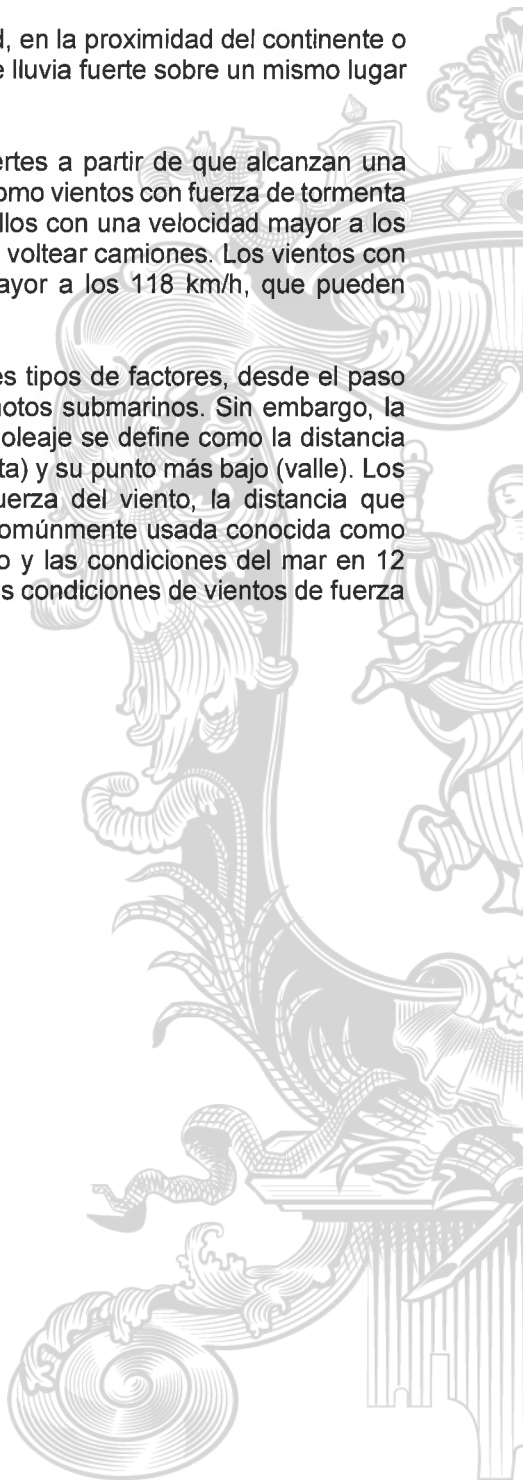 d, en la proximidad del continente o
e lluvia fuerte sobre un mismo lugar
ertes a partir de que alcanzan una
omo vientos con fuerza de tormenta
llos con una velocidad mayor a los
voltear camiones. Los vientos con
ayor a los 118 km/h, que pueden
es tipos de factores, desde el paso
notos submarinos. Sin embargo, la
oleaje se define como la distancia
ta) y su punto más bajo (valle). Los
uerza del viento, la distancia que
omúnmente usada conocida como
o y las condiciones del mar en 12
s condiciones de vientos de fuerza